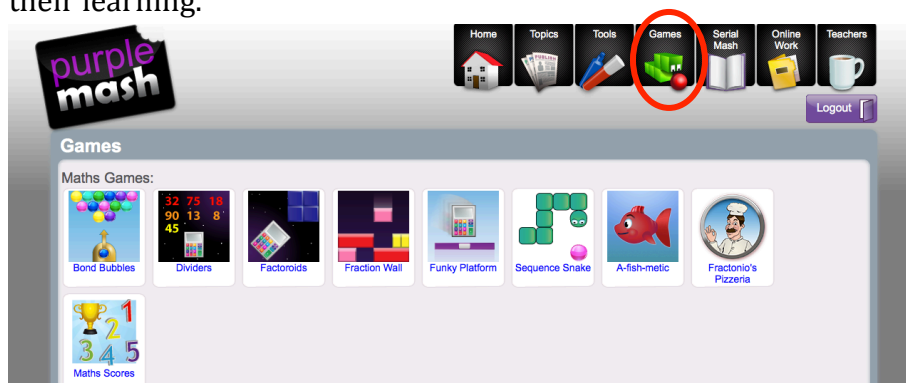 their learning.
Home Topics Tools Games Serial Mash Online Work Teachers
purple
mash
Logout
Games
Maths Games:
32 75 18
90 13 8
45
Bond Bubbles Dividers Factoroids Fraction Wall Funky Platform Sequence Snake A-fish-metic Fractonio's Pizzeria
1
2
3 4 5
Maths Scores